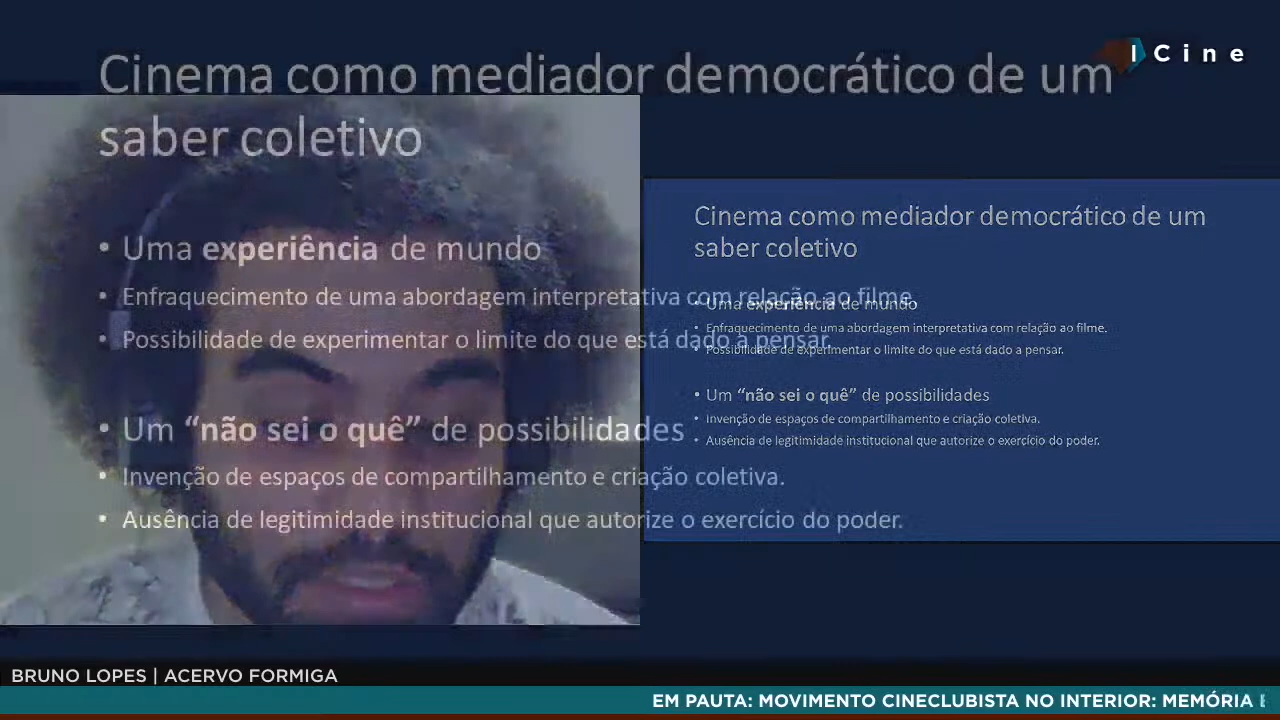 I Cine
Cinema como mediador democrático de um
saber coletivo
• Uma experiência de mundo
• Enfraquecimento de uma abordagem interpretativa com relação ao filme.
• Possibilidade de experimentar o limite do que está dado a pensar.
• Um “não sei o quê” de possibilidades
• Invenção de espaços de compartilhamento e criação coletiva.
• Ausência de legitimidade institucional que autorize o exercício do poder.
Cinema como mediador democrático de um
saber coletivo
• Uma experiência de mundo
• Enfraquecimento de uma abordagem interpretativa com relação ao filme.
• Possibilidade de experimentar o limite do que está dado a pensar.
• Um “não sei o quê” de possibilidades
• Invenção de espaços de compartilhamento e criação coletiva.
• Ausência de legitimidade institucional que autorize o exercício do poder.
BRUNO LOPES | ACERVO FORMIGA
EM PAUTA: MOVIMENTO CINECLUBISTA NO INTERIOR: MEMÓRIA